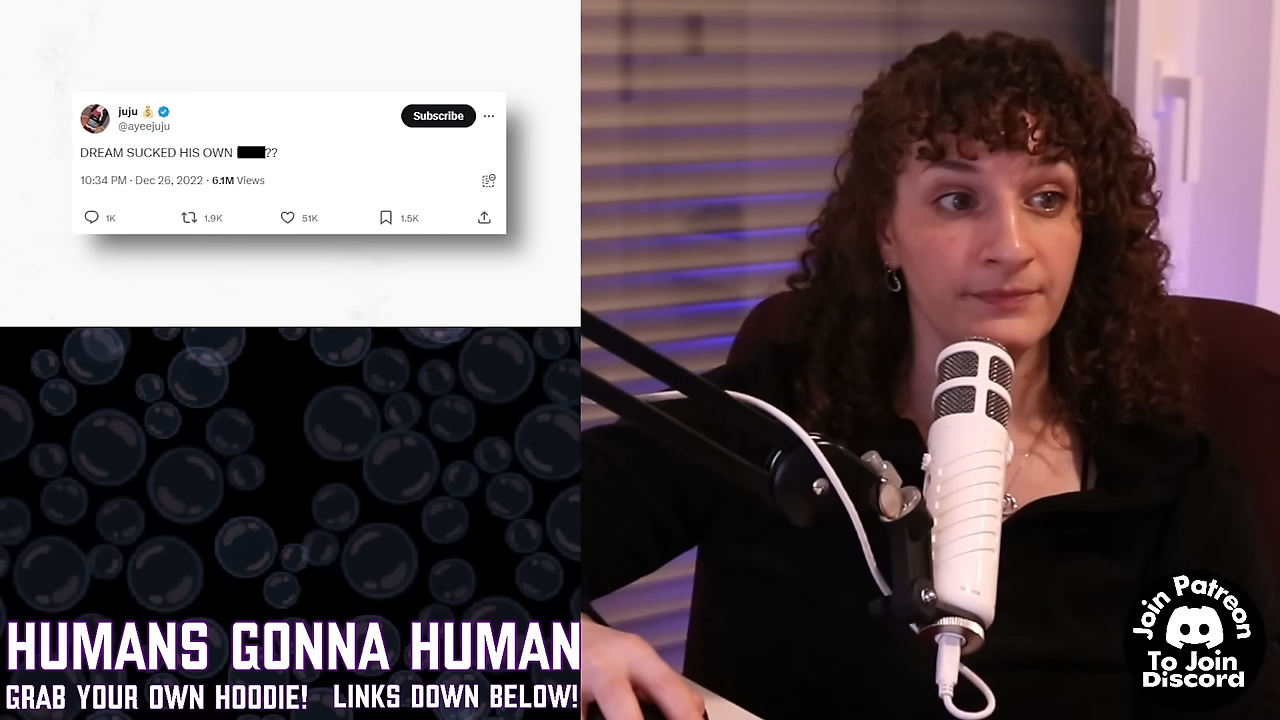 juju
@ayeejuju
Subscribe
DREAM SUCKED HIS OWN ??
10:34 PM · Dec 26, 2022 · 6.1M Views
1K 1.9K 51K 1.5K
HUMANS GONNA HUMAN
GRAB YOUR OWN HOODIE! LINKS DOWN BELOW!
Join Patreon
To Join
Discord